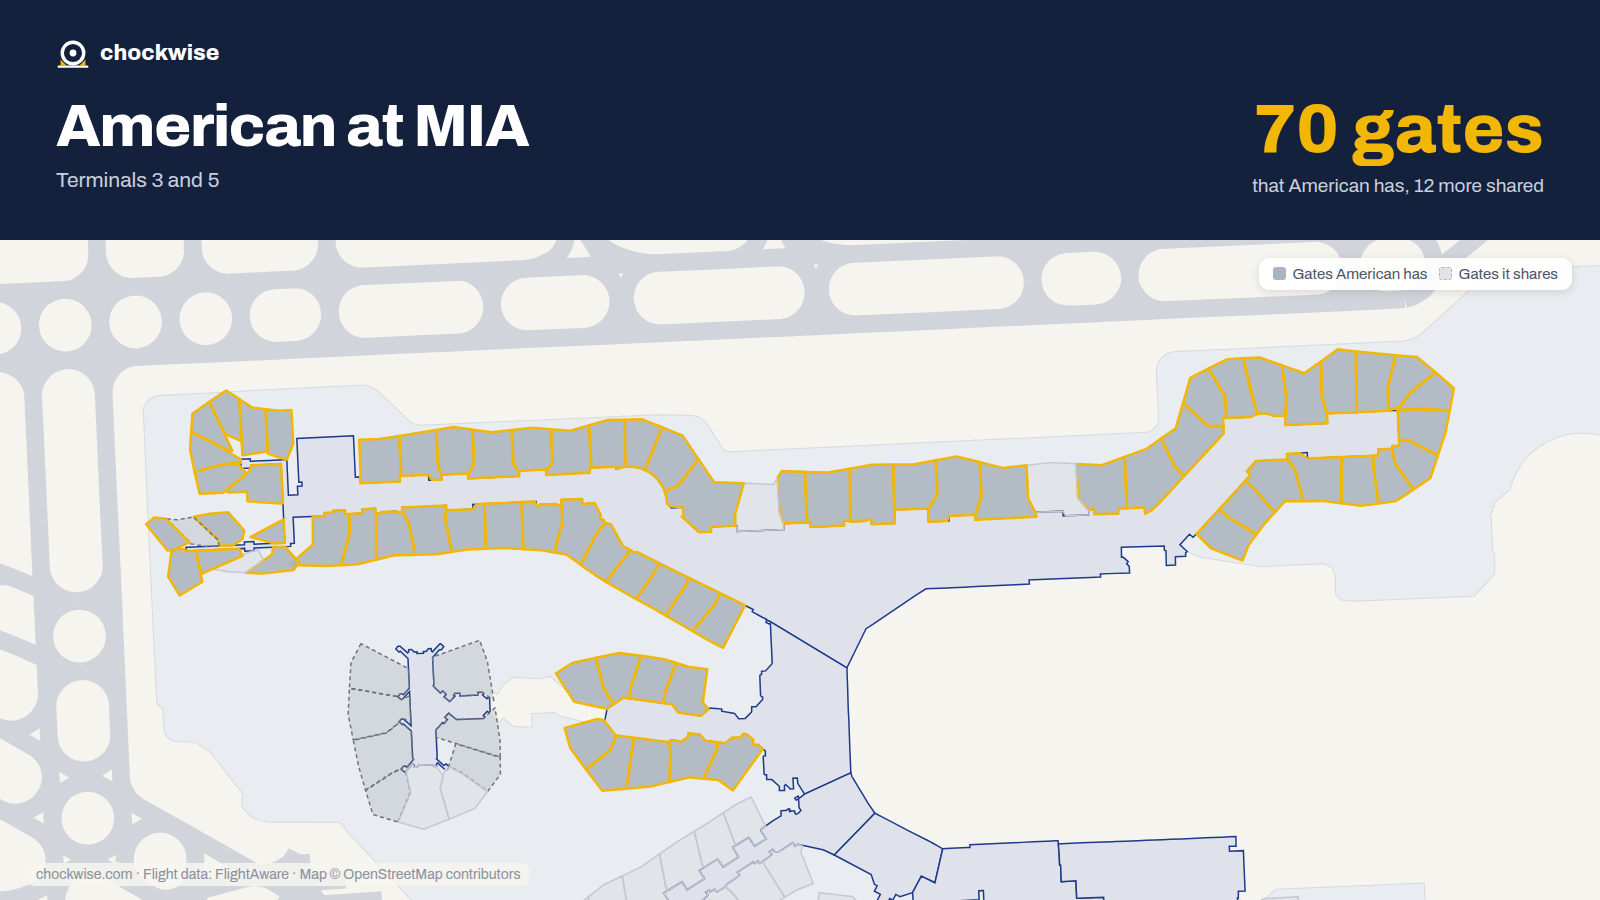 chockwise
American at MIA
Terminals 3 and 5
70 gates
that American has, 12 more shared
Gates American has
Gates it shares
chockwise.com · Flight data: FlightAware · Map © OpenStreetMap contributors